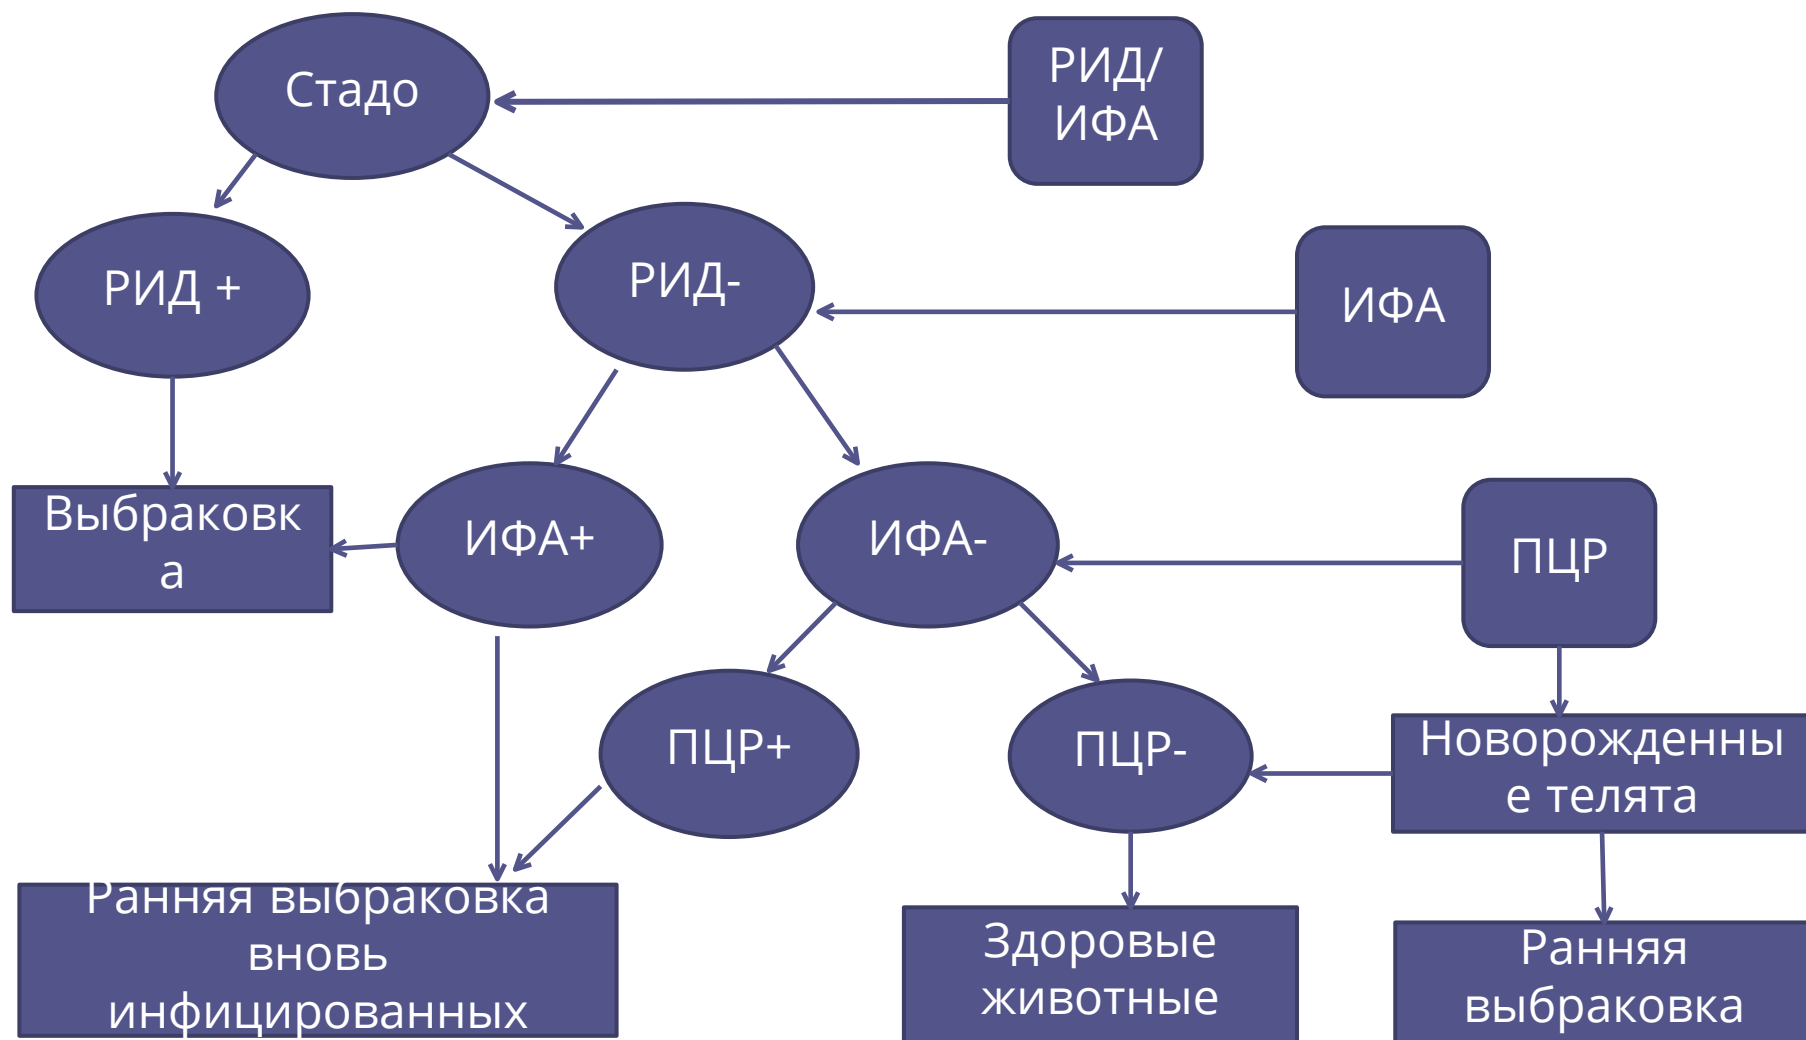 Стадо
РИД/
ИФА
РИД +
РИД-
ИФА
Выбраковк
а
ИФА+
ИФА-
ПЦР
ПЦР+
ПЦР-
Новорожденны
е телята
Ранняя выбраковка
вновь
инфицированных
Здоровые
животные
Ранняя
выбраковка